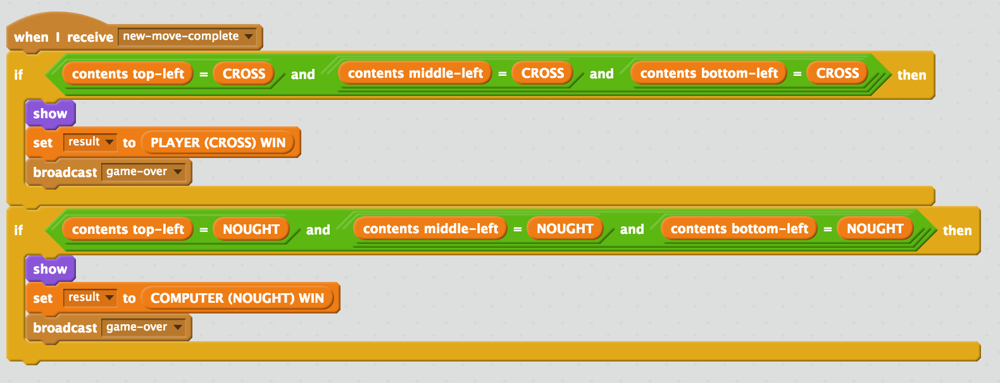 when I receive new-move-complete
if contents top-left = CROSS and contents middle-left = CROSS and contents bottom-left = CROSS then
show
set result to PLAYER (CROSS) WIN
broadcast game-over
if contents top-left = NOUGHT and contents middle-left = NOUGHT and contents bottom-left = NOUGHT then
show
set result to COMPUTER (NOUGHT) WIN
broadcast game-over